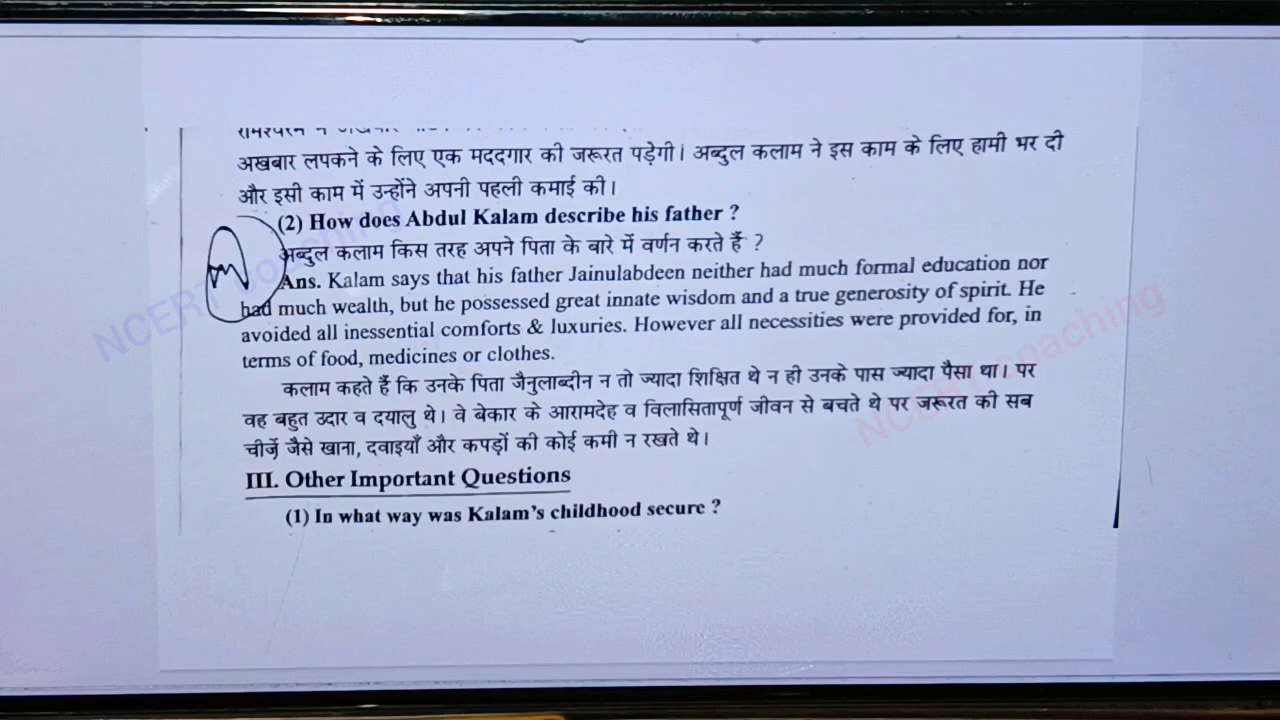 अखबार लपकने के लिए एक मददगार की जरूरत पड़ेगी। अब्दुल कलाम ने इस काम के लिए हामी भर दी
और इसी काम में उन्होंने अपनी पहली कमाई की।
(2) How does Abdul Kalam describe his father ?
अब्दुल कलाम किस तरह अपने पिता के बारे में वर्णन करते हैं ?
Ans. Kalam says that his father Jainulabdeen neither had much formal education nor
had much wealth, but he possessed great innate wisdom and a true generosity of spirit. He
avoided all inessential comforts & luxuries. However all necessities were provided for, in
terms of food, medicines or clothes.
कलाम कहते हैं कि उनके पिता जैनुलाब्दीन न तो ज्यादा शिक्षित थे न ही उनके पास ज्यादा पैसा था। पर
वह बहुत उदार व दयालु थे। वे बेकार के आरामदेह व विलासितापूर्ण जीवन से बचते थे पर जरूरत की सब
चीर्जे जैसे खाना, दवाइयाँ और कपड़ों की कोई कमी न रखते थे।
III. Other Important Questions
(1) In what way was Kalam's childhood secure ?
NCERT coaching
NCERT coaching